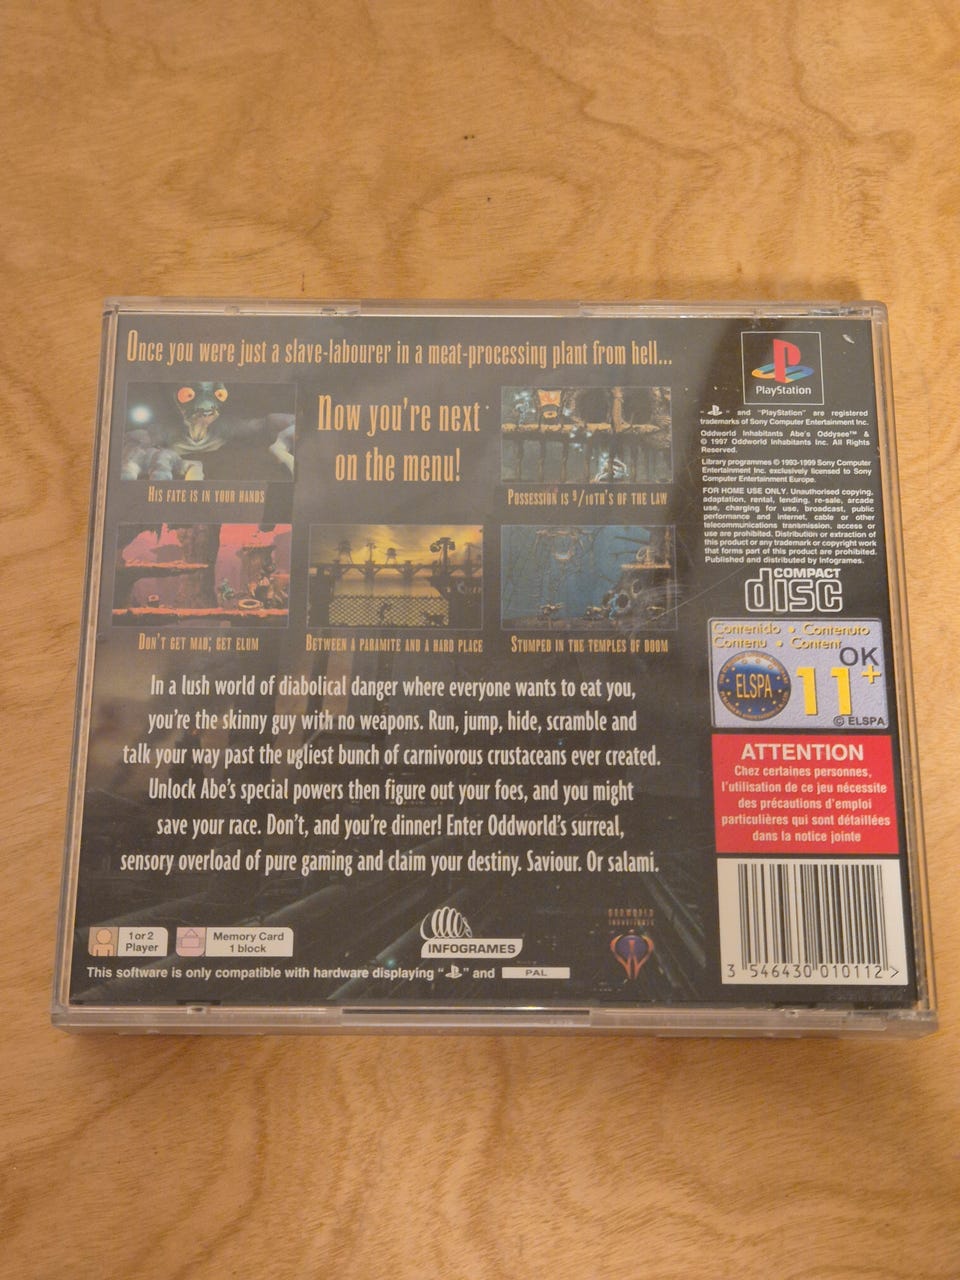 Once you were just a slave-labourer in a meat-processing plant from hell...
Now you're next
on the menu!
His fate is in your hands
Possession is 9/10th's of the law
Don't get mad; get Elum
Between a Paramite and a hard place
Stumped in the Temples of Doom
In a lush world of diabolical danger where everyone wants to eat you,
you're the skinny guy with no weapons. Run, jump, hide, scramble and
talk your way past the ugliest bunch of carnivorous crustaceans ever created.
Unlock Abe's special powers then figure out your foes, and you might
save your race. Don't, and you're dinner! Enter Oddworld's surreal,
sensory overload of pure gaming and claim your destiny. Saviour. Or salami.
1 or 2
Player
Memory Card
1 block
INFOGRAMES
ODDWORLD
INHABITANTS
This software is only compatible with hardware displaying " " and PAL
PlayStation
" " and "PlayStation" are registered
trademarks of Sony Computer Entertainment Inc.
Oddworld Inhabitants Abe's Oddysee™ &
© 1997 Oddworld Inhabitants Inc. All Rights
Reserved.
Library programmes © 1993-1999 Sony Computer
Entertainment Inc. exclusively licensed to Sony
Computer Entertainment Europe.
FOR HOME USE ONLY. Unauthorised copying,
adaptation, rental, lending, re-sale, arcade
use, charging for use, broadcast, public
performance and internet, cable or other
telecommunications transmission, access or
use are prohibited. Distribution or extraction of
this product or any trademark or copyright work
that forms part of this product are prohibited.
Published and distributed by Infogrames.
COMPACT
disc
Contenido • Contenuto
Contenu • Content
OK
ELSPA
11+
© ELSPA
ATTENTION
Chez certaines personnes,
l'utilisation de ce jeu nécessite
des précautions d'emploi
particulières qui sont détaillées
dans la notice jointe
3 546430 010112 >